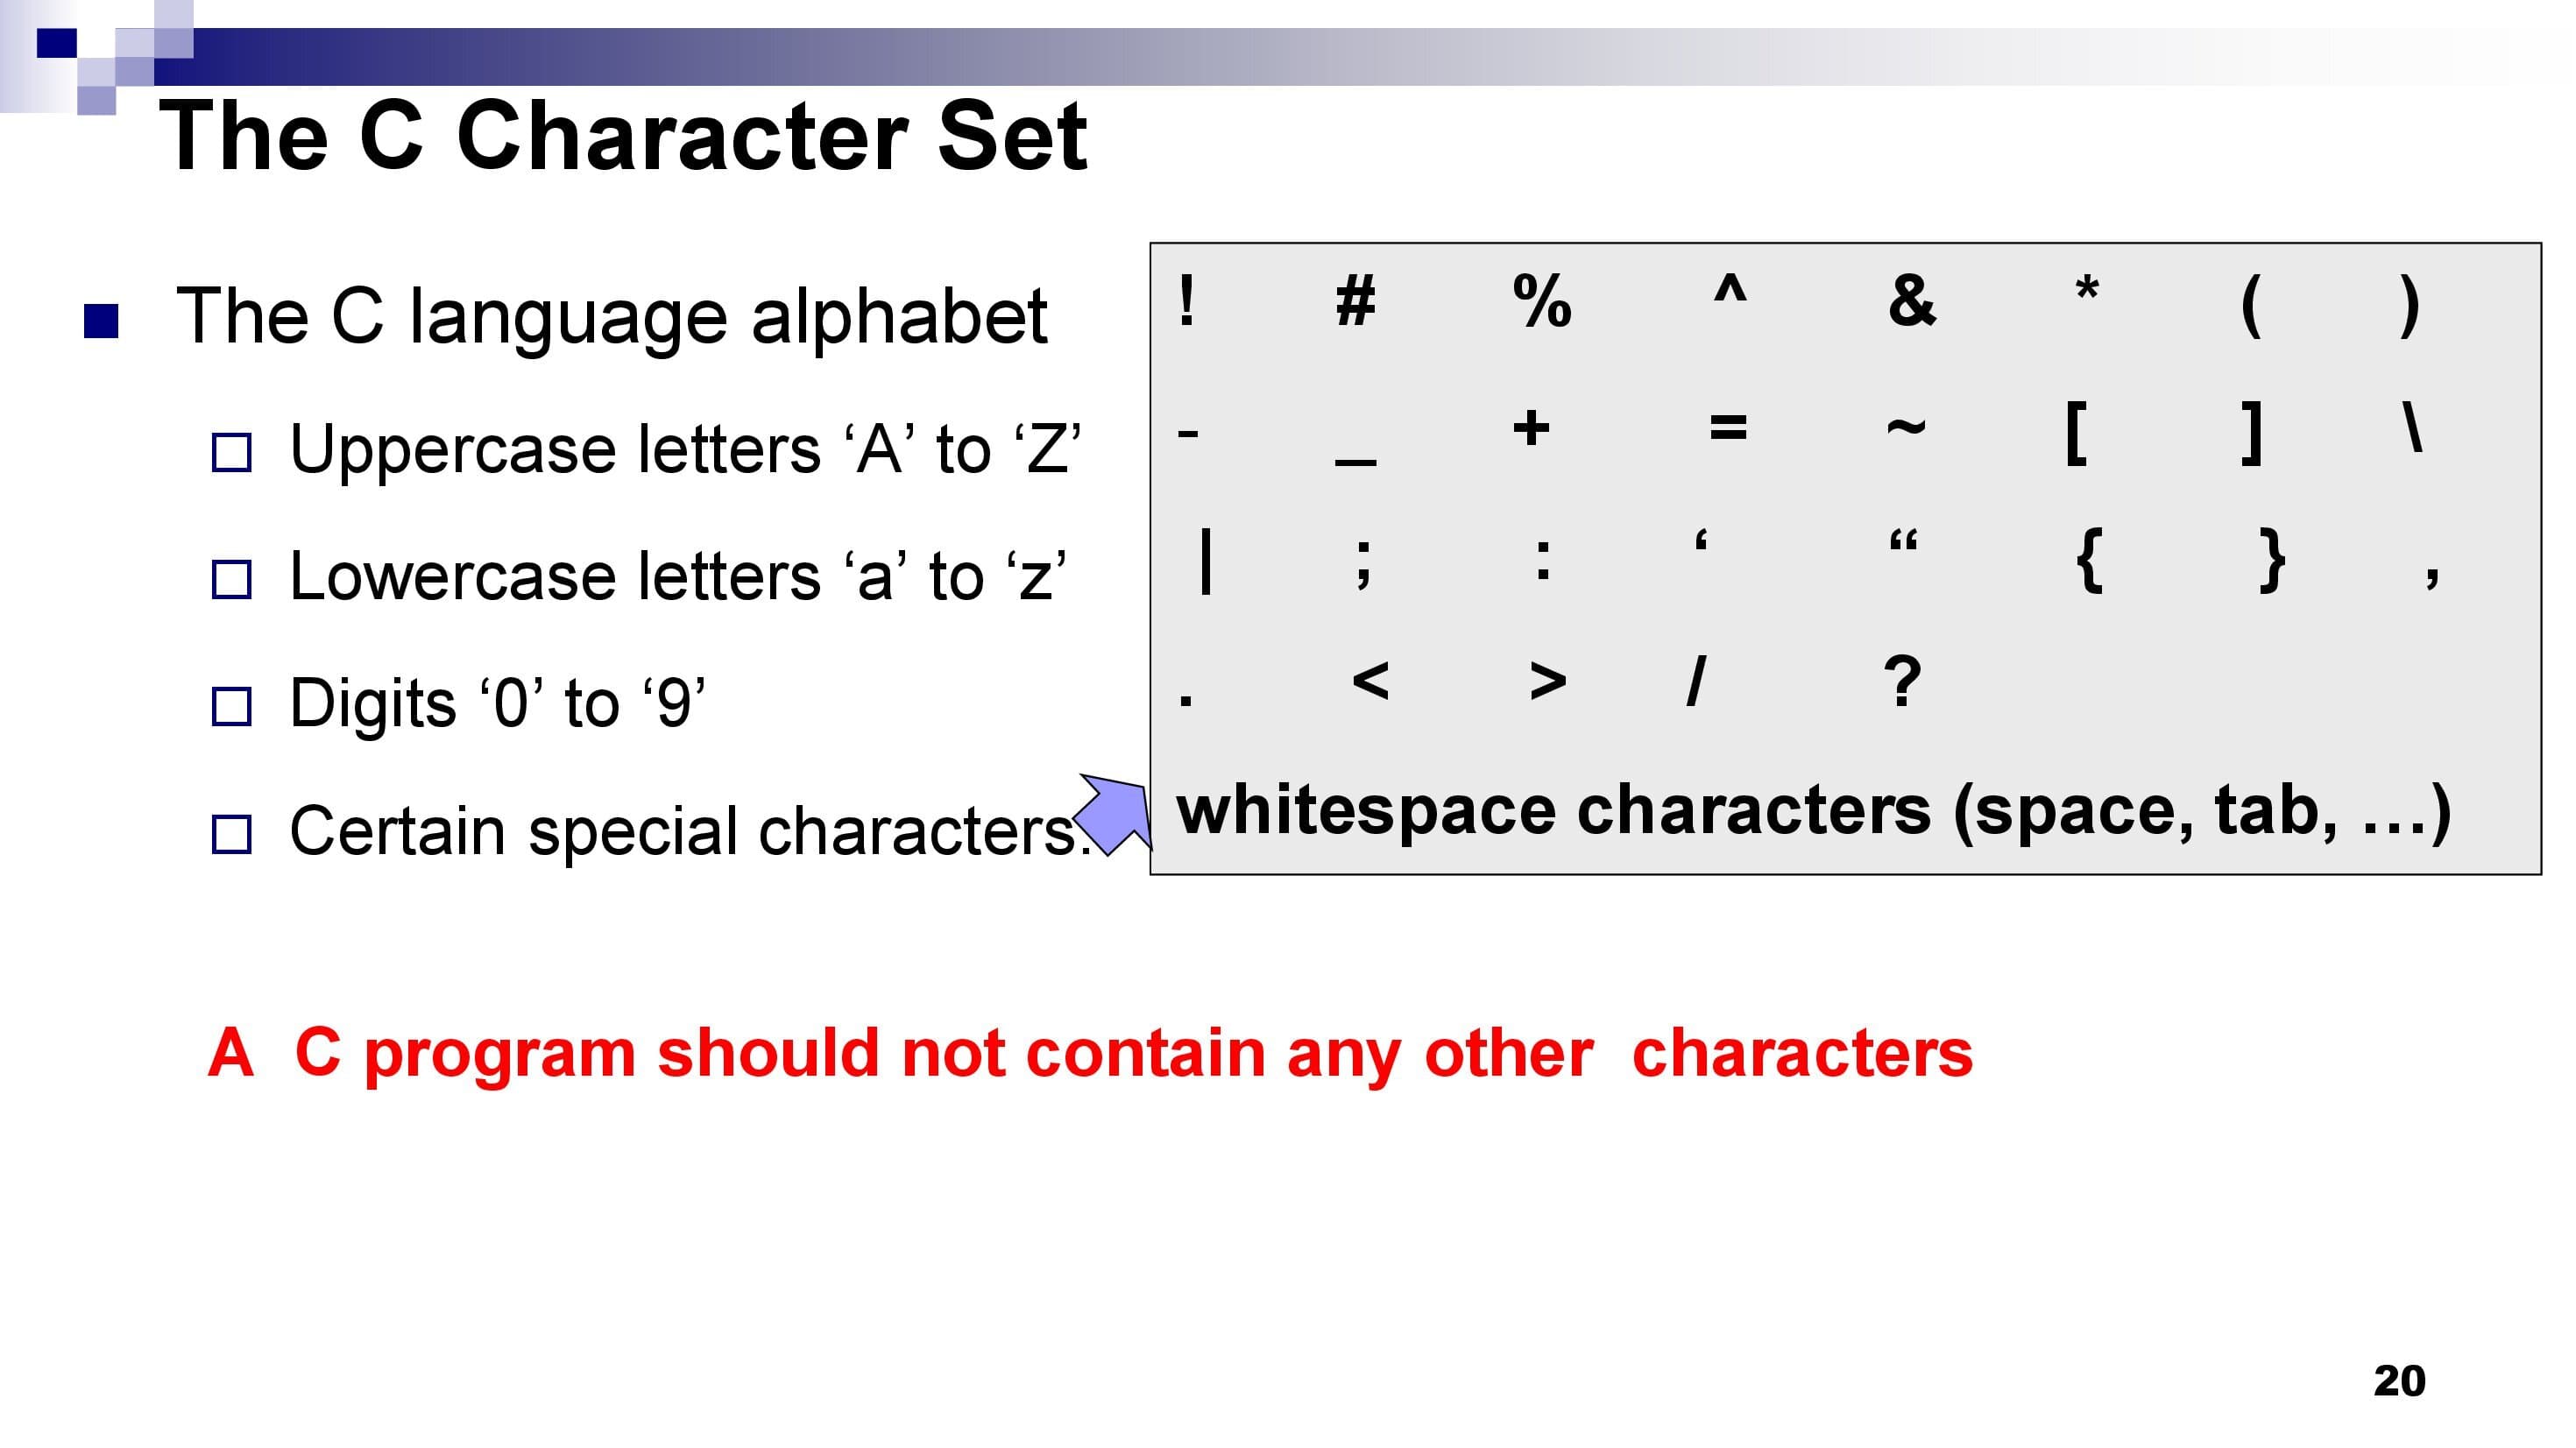 The C Character Set
The C language alphabet
Uppercase letters ‘A’ to ‘Z’
Lowercase letters ‘a’ to ‘z’
Digits ‘0’ to ‘9’
Certain special characters:
! # % ^ & * ( )
- _ + = ~ [ ] \
| ; : ‘ “ { } ,
. < > / ?
whitespace characters (space, tab, …)
A C program should not contain any other characters
20